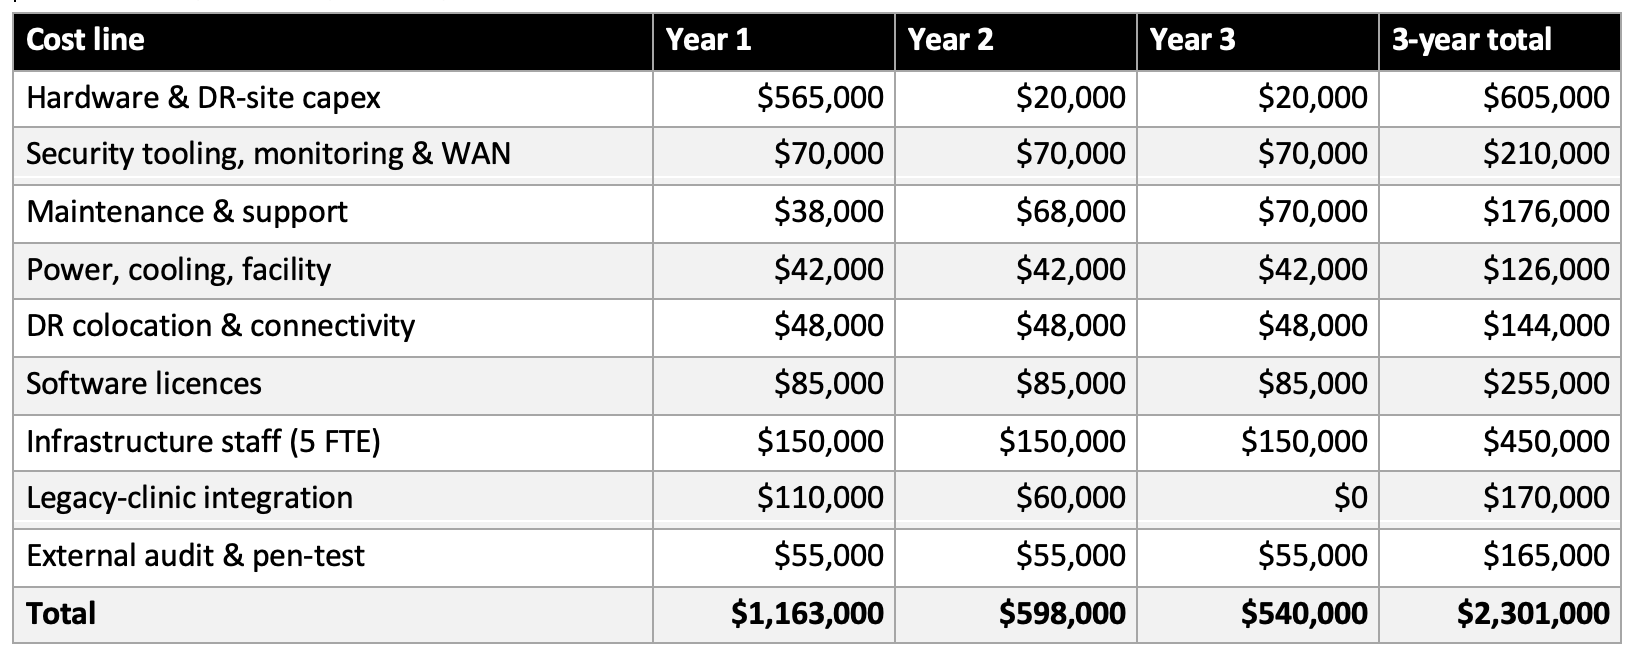 Cost line Year 1 Year 2 Year 3 3-year total
Hardware & DR-site capex $565,000 $20,000 $20,000 $605,000
Security tooling, monitoring & WAN $70,000 $70,000 $70,000 $210,000
Maintenance & support $38,000 $68,000 $70,000 $176,000
Power, cooling, facility $42,000 $42,000 $42,000 $126,000
DR colocation & connectivity $48,000 $48,000 $48,000 $144,000
Software licences $85,000 $85,000 $85,000 $255,000
Infrastructure staff (5 FTE) $150,000 $150,000 $150,000 $450,000
Legacy-clinic integration $110,000 $60,000 $0 $170,000
External audit & pen-test $55,000 $55,000 $55,000 $165,000
Total $1,163,000 $598,000 $540,000 $2,301,000